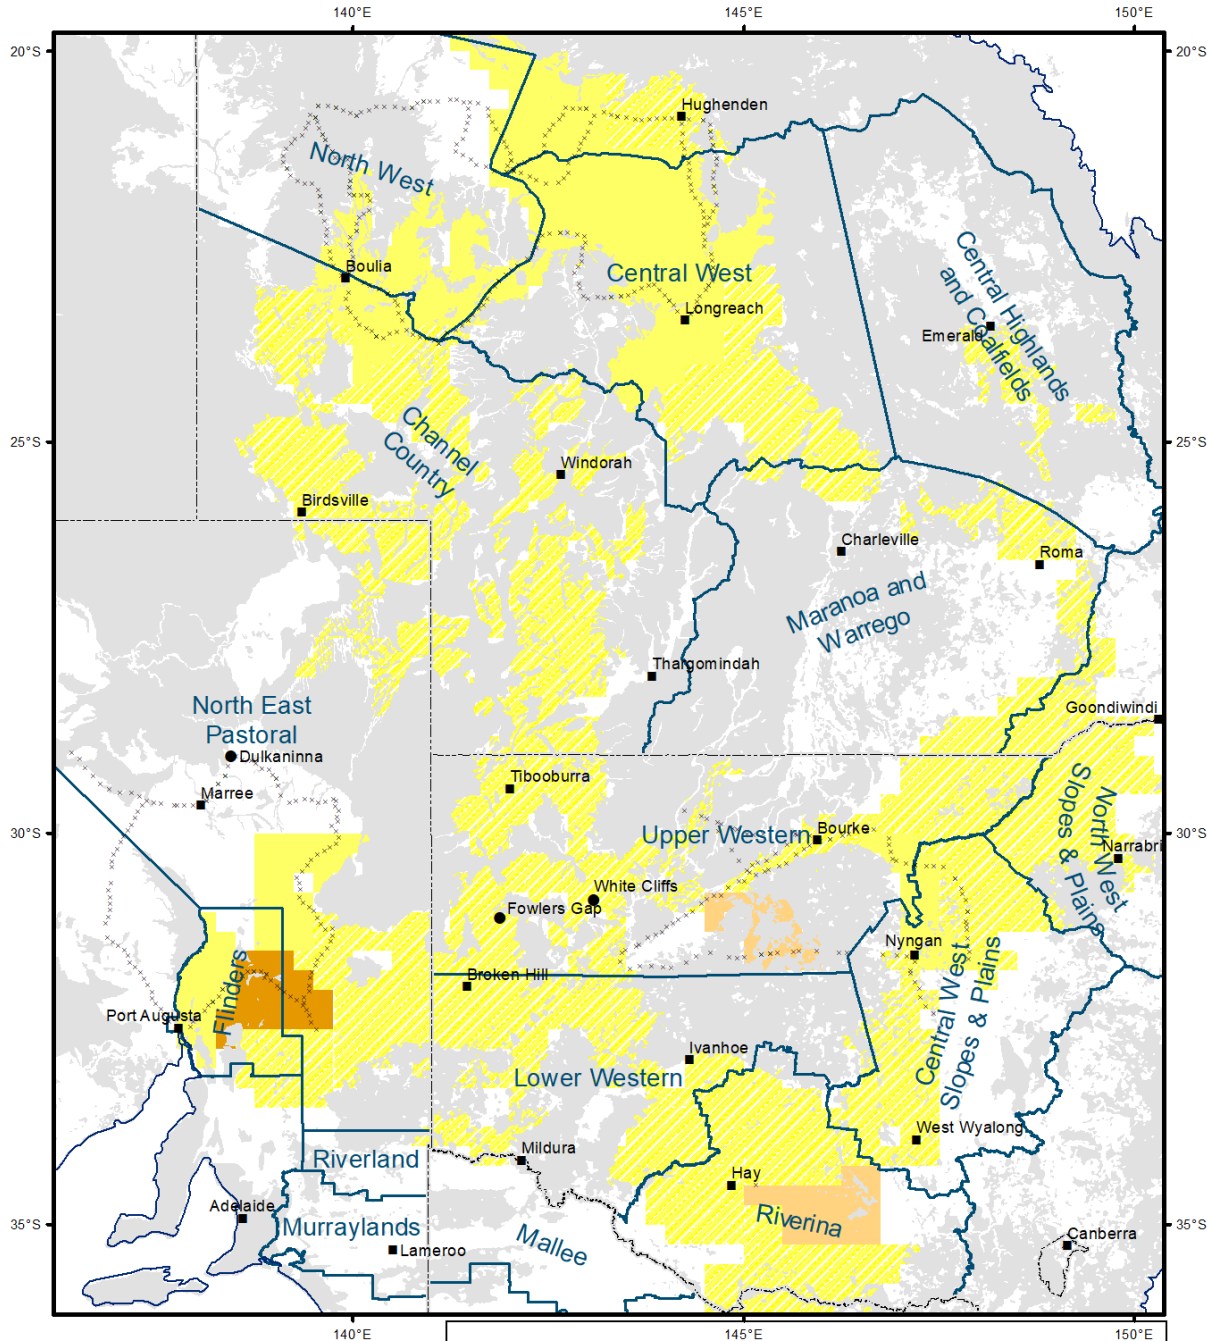 140°E
145°E
150°E
20°S
20°S
Hughenden
North West
Boulia
Central West
Longreach
Central Highlands
and Coalfields
Emerald
25°S
25°S
Channel
Country
Windorah
Birdsville
Charleville
Roma
Maranoa and
Warrego
Thargomindah
North East
Pastoral
Goondiwindi
Dulkaninna
Tibooburra
Marree
North West
Slopes & Plains
30°S
30°S
Upper Western
Bourke
Narrabri
White Cliffs
Fowlers Gap
Nyngan
Flinders
Broken Hill
Central West
Slopes & Plains
Port Augusta
Ivanhoe
Lower Western
West Wyalong
Riverland
Mildura
Hay
Adelaide
Murraylands
Riverina
35°S
35°S
Mallee
Lameroo
Canberra
140°E
145°E
150°E